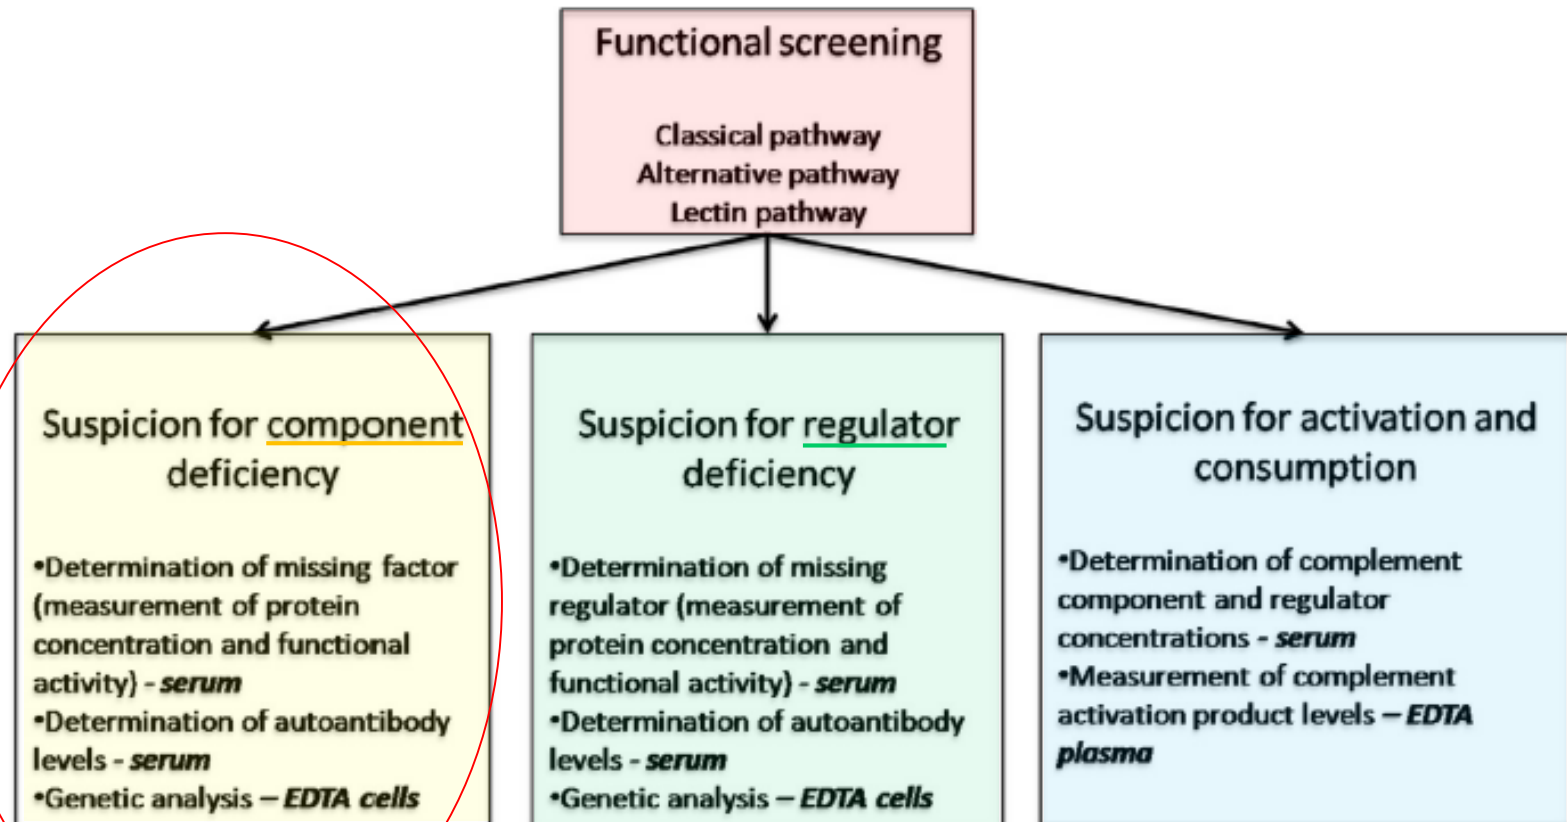 Functional screening
Classical pathway
Alternative pathway
Lectin pathway
Suspicion for component
deficiency
•Determination of missing factor
(measurement of protein
concentration and functional
activity) - serum
•Determination of autoantibody
levels - serum
•Genetic analysis – EDTA cells
Suspicion for regulator
deficiency
•Determination of missing
regulator (measurement of
protein concentration and
functional activity) - serum
•Determination of autoantibody
levels - serum
•Genetic analysis – EDTA cells
Suspicion for activation and
consumption
•Determination of complement
component and regulator
concentrations - serum
•Measurement of complement
activation product levels – EDTA
plasma